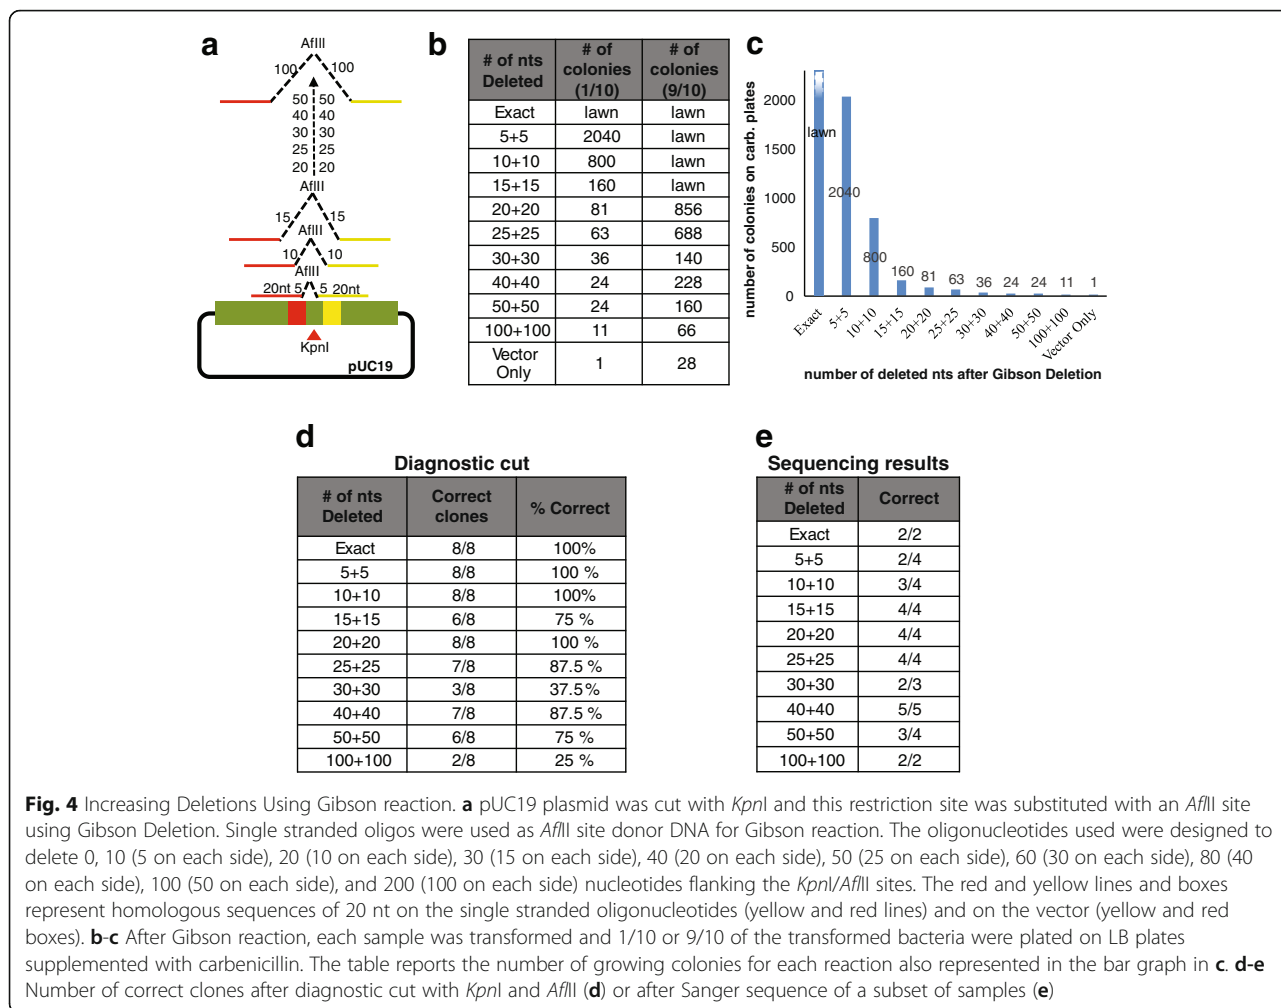 a
AflII
100 100
50 50
40 40
30 30
25 25
20 20
AflII
15 15
AflII
10 10
AflII
20nt 5 5 20nt
KpnI
pUC19
b
# of nts Deleted | # of colonies (1/10) | # of colonies (9/10)
Exact | lawn | lawn
5+5 | 2040 | lawn
10+10 | 800 | lawn
15+15 | 160 | lawn
20+20 | 81 | 856
25+25 | 63 | 688
30+30 | 36 | 140
40+40 | 24 | 228
50+50 | 24 | 160
100+100 | 11 | 66
Vector Only | 1 | 28
c
number of colonies on carb. plates
2000
1500
1000
500
0
lawn 2040 800 160 81 63 36 24 24 11 1
Exact 5+5 10+10 15+15 20+20 25+25 30+30 40+40 50+50 100+100 Vector Only
number of deleted nts after Gibson Deletion
d
Diagnostic cut
# of nts Deleted | Correct clones | % Correct
Exact | 8/8 | 100%
5+5 | 8/8 | 100 %
10+10 | 8/8 | 100%
15+15 | 6/8 | 75 %
20+20 | 8/8 | 100 %
25+25 | 7/8 | 87.5 %
30+30 | 3/8 | 37.5%
40+40 | 7/8 | 87.5 %
50+50 | 6/8 | 75 %
100+100 | 2/8 | 25 %
e
Sequencing results
# of nts Deleted | Correct
Exact | 2/2
5+5 | 2/4
10+10 | 3/4
15+15 | 4/4
20+20 | 4/4
25+25 | 4/4
30+30 | 2/3
40+40 | 5/5
50+50 | 3/4
100+100 | 2/2
Fig. 4 Increasing Deletions Using Gibson reaction. a pUC19 plasmid was cut with KpnI and this restriction site was substituted with an AflII site
using Gibson Deletion. Single stranded oligos were used as AflII site donor DNA for Gibson reaction. The oligonucleotides used were designed to
delete 0, 10 (5 on each side), 20 (10 on each side), 30 (15 on each side), 40 (20 on each side), 50 (25 on each side), 60 (30 on each side), 80 (40
on each side), 100 (50 on each side), and 200 (100 on each side) nucleotides flanking the KpnI/AflII sites. The red and yellow lines and boxes
represent homologous sequences of 20 nt on the single stranded oligonucleotides (yellow and red lines) and on the vector (yellow and red
boxes). b-c After Gibson reaction, each sample was transformed and 1/10 or 9/10 of the transformed bacteria were plated on LB plates
supplemented with carbenicillin. The table reports the number of growing colonies for each reaction also represented in the bar graph in c. d-e
Number of correct clones after diagnostic cut with KpnI and AflII (d) or after Sanger sequence of a subset of samples (e)